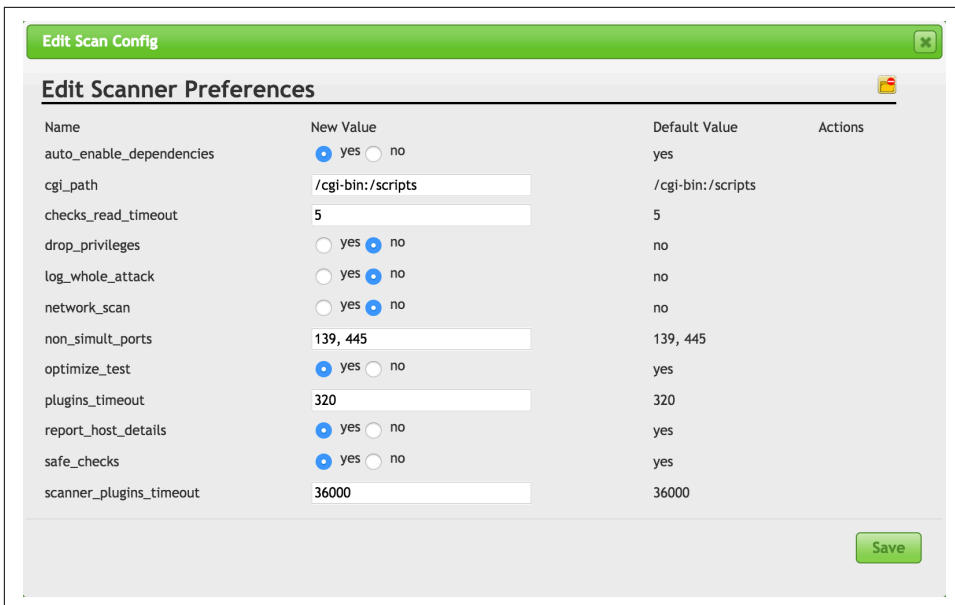 Edit Scan Config
Edit Scanner Preferences
Name New Value Default Value Actions
auto_enable_dependencies yes no yes
cgi_path /cgi-bin:/scripts /cgi-bin:/scripts
checks_read_timeout 5 5
drop_privileges yes no no
log_whole_attack yes no no
network_scan yes no no
non_simult_ports 139, 445 139, 445
optimize_test yes no yes
plugins_timeout 320 320
report_host_details yes no yes
safe_checks yes no yes
scanner_plugins_timeout 36000 36000
Save